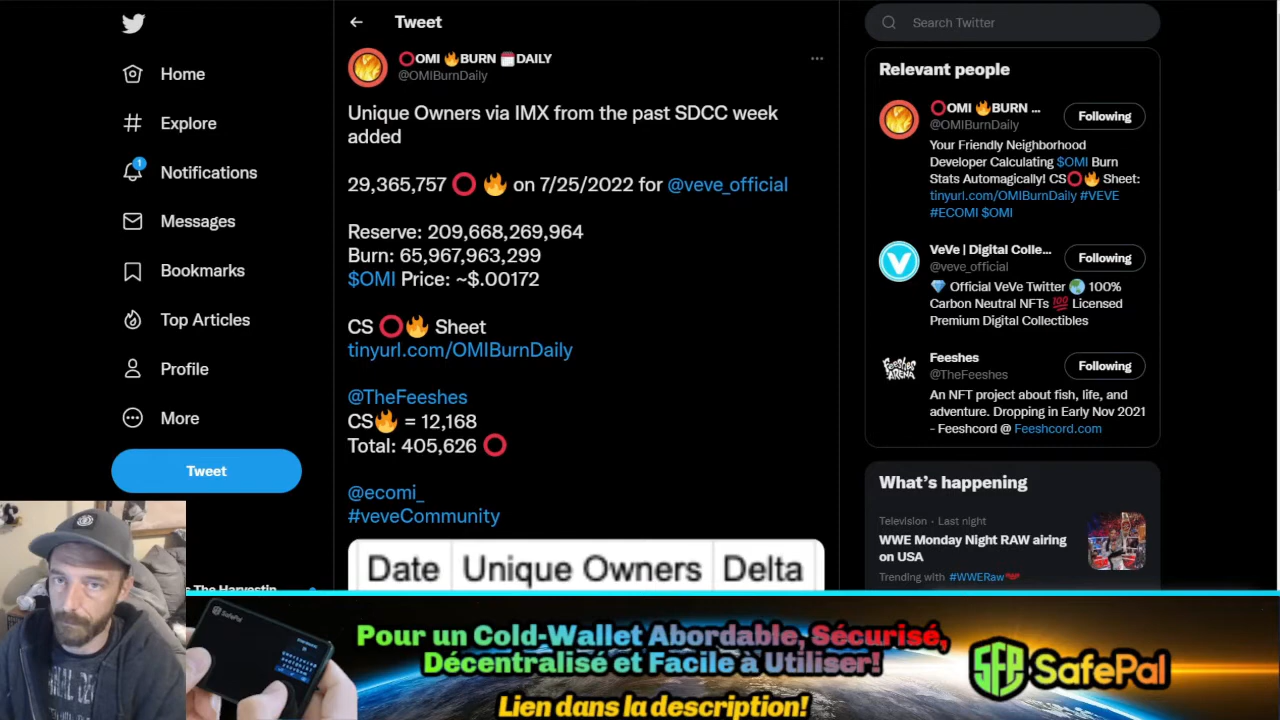 Home
Explore
1
Notifications
Messages
Bookmarks
Top Articles
Profile
More
Tweet
Tweet
OMI 🔥BURN 🗓DAILY
@OMIBurnDaily
Unique Owners via IMX from the past SDCC week
added
29,365,757 ⭕ 🔥 on 7/25/2022 for @veve_official
Reserve: 209,668,269,964
Burn: 65,967,963,299
$OMI Price: ~$.00172
CS ⭕🔥 Sheet
tinyurl.com/OMIBurnDaily
@TheFeeshes
CS🔥 = 12,168
Total: 405,626 ⭕
@ecomi_
#veveCommunity
Date Unique Owners Delta
Search Twitter
Relevant people
⭕OMI 🔥BURN ...
@OMIBurnDaily
Following
Your Friendly Neighborhood
Developer Calculating $OMI Burn
Stats Automagically! CS⭕🔥 Sheet:
tinyurl.com/OMIBurnDaily #VEVE
#ECOMI $OMI
VeVe | Digital Colle...
@veve_official
Following
💎 Official VeVe Twitter 🌏 100%
Carbon Neutral NFTs 💯 Licensed
Premium Digital Collectibles
Feeshes
@TheFeeshes
Following
An NFT project about fish, life, and
adventure. Dropping in Early Nov 2021
- Feeshcord @ Feeshcord.com
What's happening
Television · Last night
WWE Monday Night RAW airing
on USA
Trending with #WWERaw
SafePal
Pour un Cold-Wallet Abordable, Sécurisé,
Décentralisé et Facile à Utiliser!
Lien dans la description!
SafePal